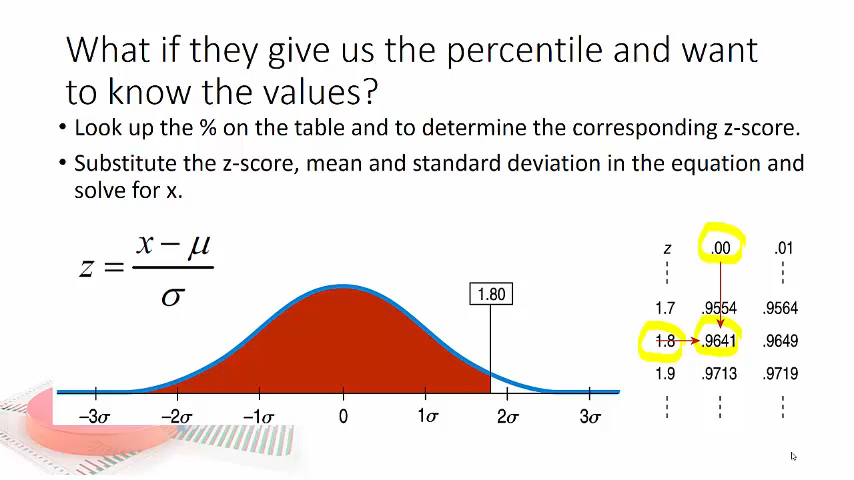 What if they give us the percentile and want
to know the values?
• Look up the % on the table and to determine the corresponding z-score.
• Substitute the z-score, mean and standard deviation in the equation and
solve for x.
z = (x − μ) / σ
1.80
−3σ −2σ −1σ 0 1σ 2σ 3σ
z .00 .01
1.7 .9554 .9564
1.8 .9641 .9649
1.9 .9713 .9719